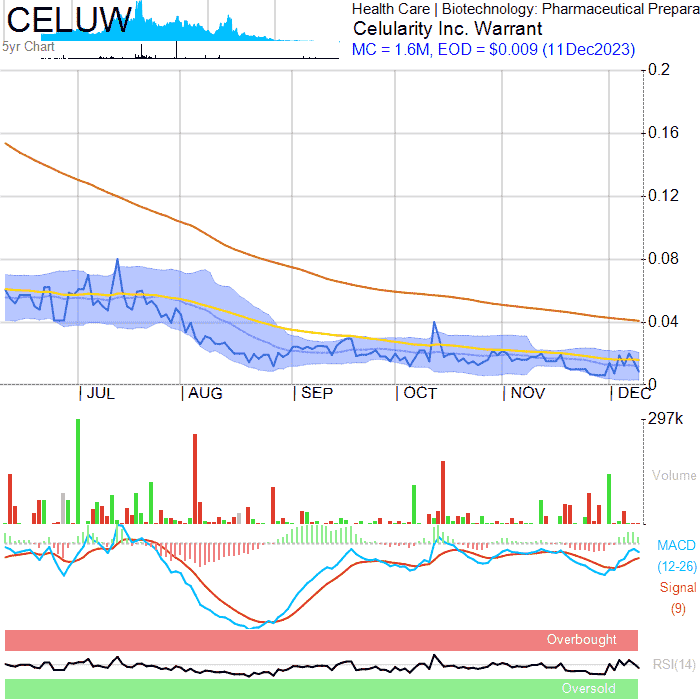 CELUW
Health Care | Biotechnology: Pharmaceutical Prepara
Celularity Inc. Warrant
5yr Chart
MC = 1.6M, EOD = $0.009 (11Dec2023)
0.2
0.16
0.12
0.08
0.04
0
| JUL | AUG | SEP | OCT | NOV | DEC
297k
Volume
MACD
(12-26)
Signal
(9)
Overbought
RSI(14)
Oversold